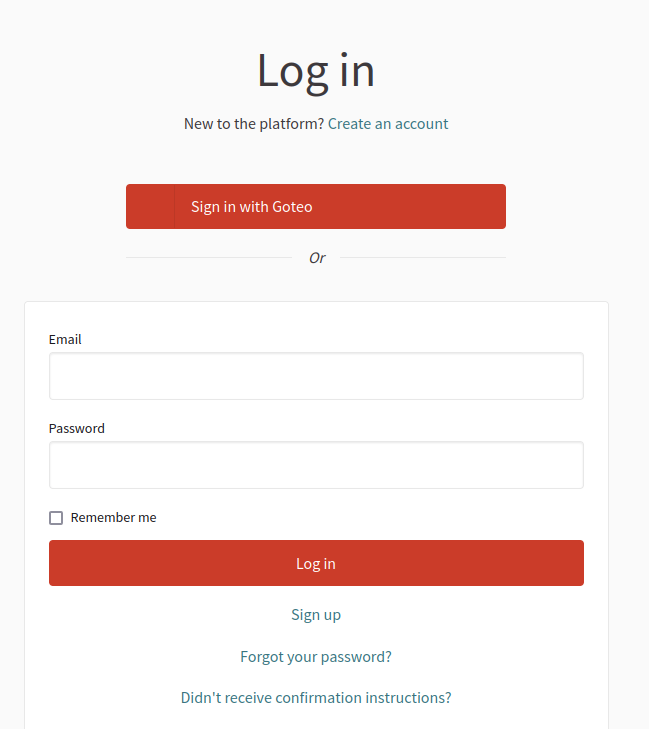 Log in
New to the platform? Create an account
Sign in with Goteo
Or
Email
Password
Remember me
Log in
Sign up
Forgot your password?
Didn't receive confirmation instructions?